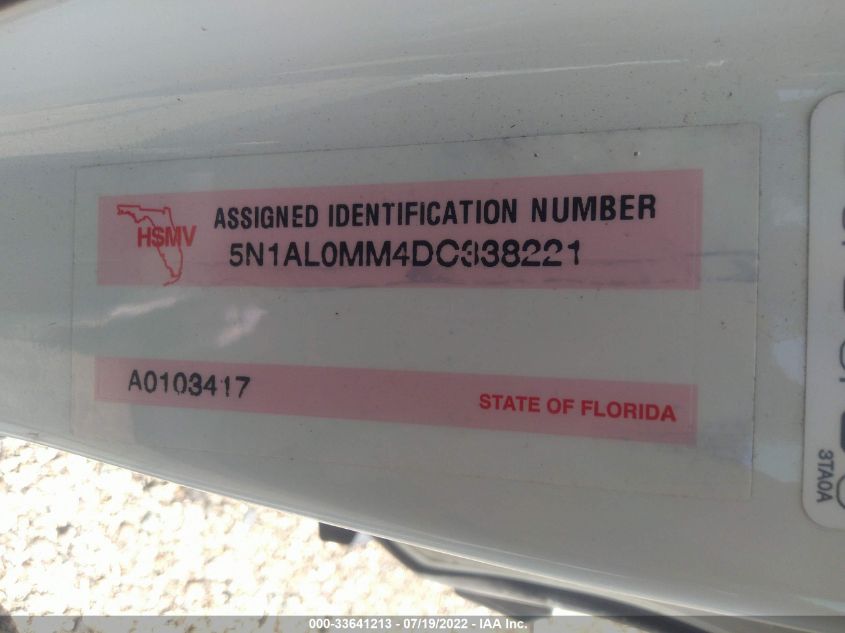 ASSIGNED IDENTIFICATION NUMBER
HSMV
5N1AL0MM4DC338221
A0103417
STATE OF FLORIDA
3TA0A
000-33641213 - 07/19/2022 - IAA Inc.